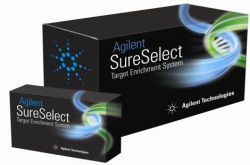 Agilent
SureSelect
Target Enrichment System
Agilent Technologies
Agilent
SureSelect
Target Enrichment System
Agilent Technologies